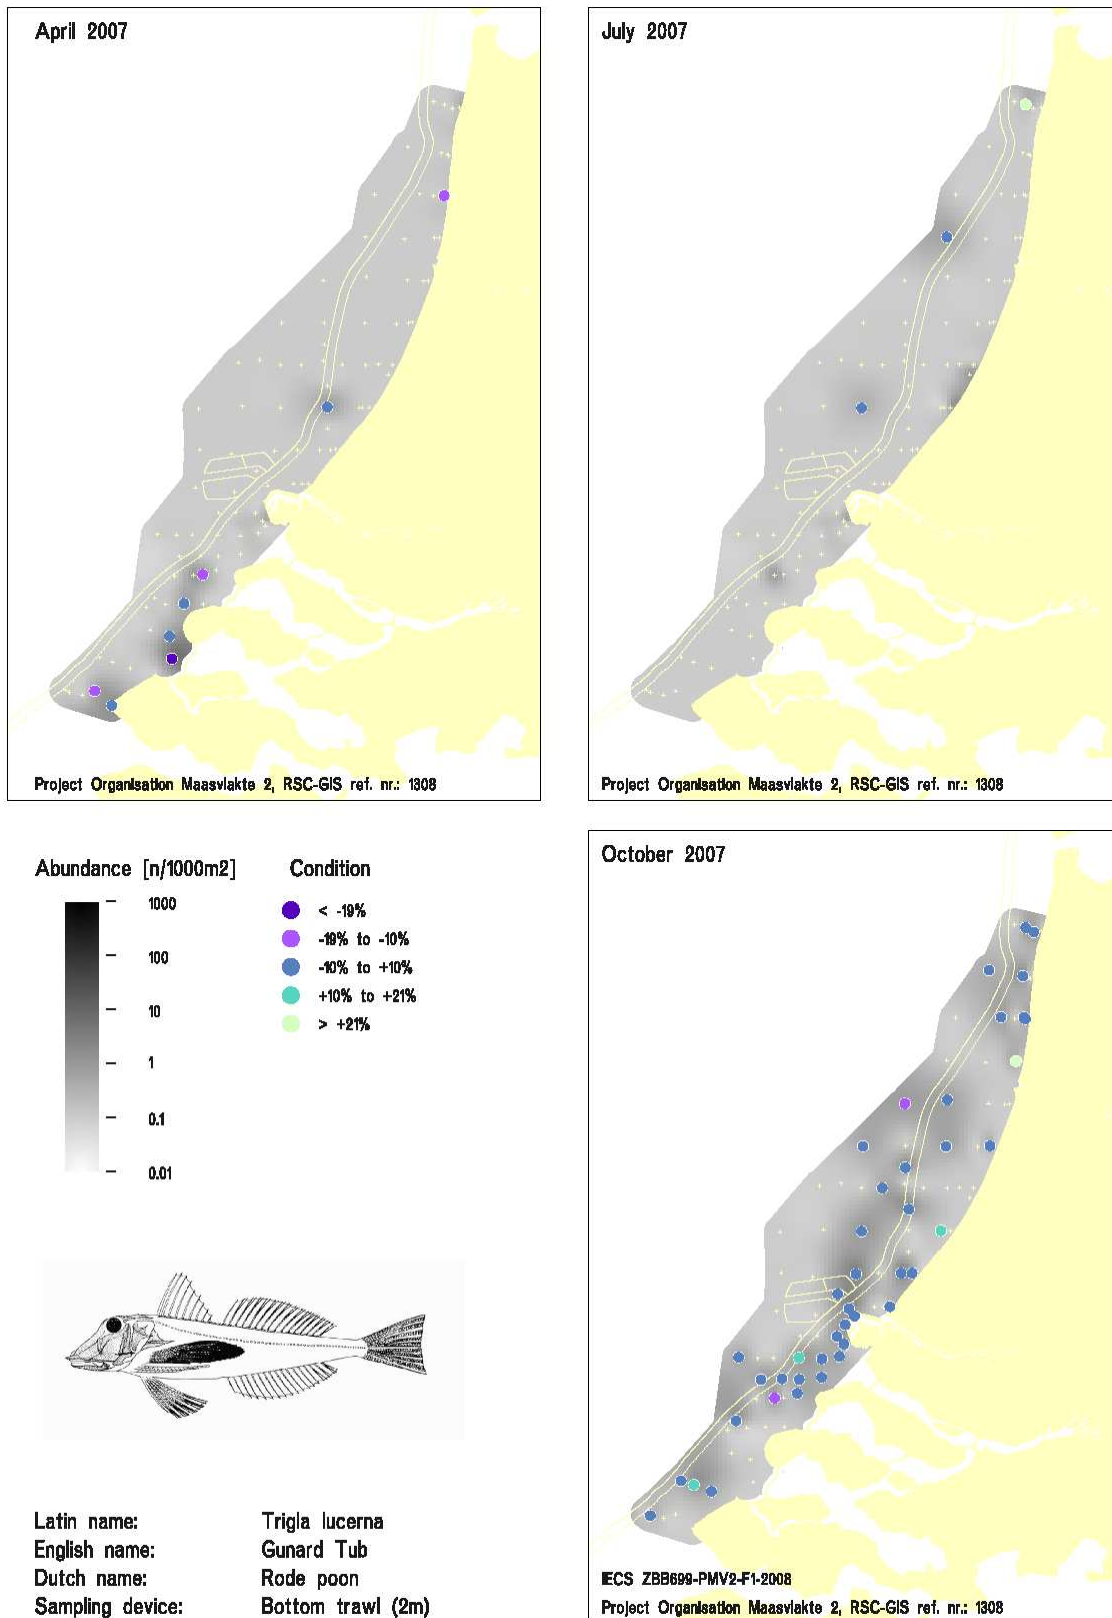 April 2007
Project Organisation Maasvlakte 2, RSC-GIS ref. nr.: 1308
July 2007
Project Organisation Maasvlakte 2, RSC-GIS ref. nr.: 1308
Abundance [n/1000m2]
1000
100
10
1
0.1
0.01
Condition
< -19%
-19% to -10%
-10% to +10%
+10% to +21%
> +21%
October 2007
IECS ZBB699-PMV2-F1-2008
Project Organisation Maasvlakte 2, RSC-GIS ref. nr.: 1308
Latin name: Trigla lucerna
English name: Gunard Tub
Dutch name: Rode poon
Sampling device: Bottom trawl (2m)